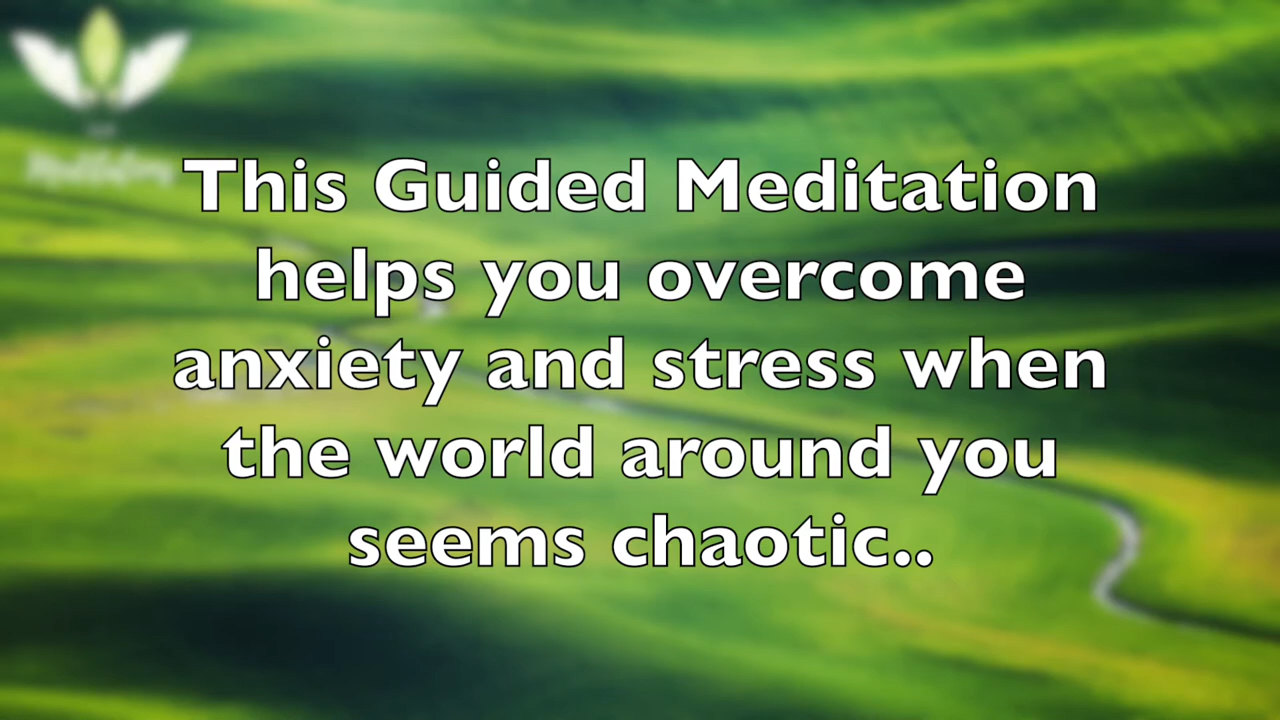 This Guided Meditation
helps you overcome
anxiety and stress when
the world around you
seems chaotic..